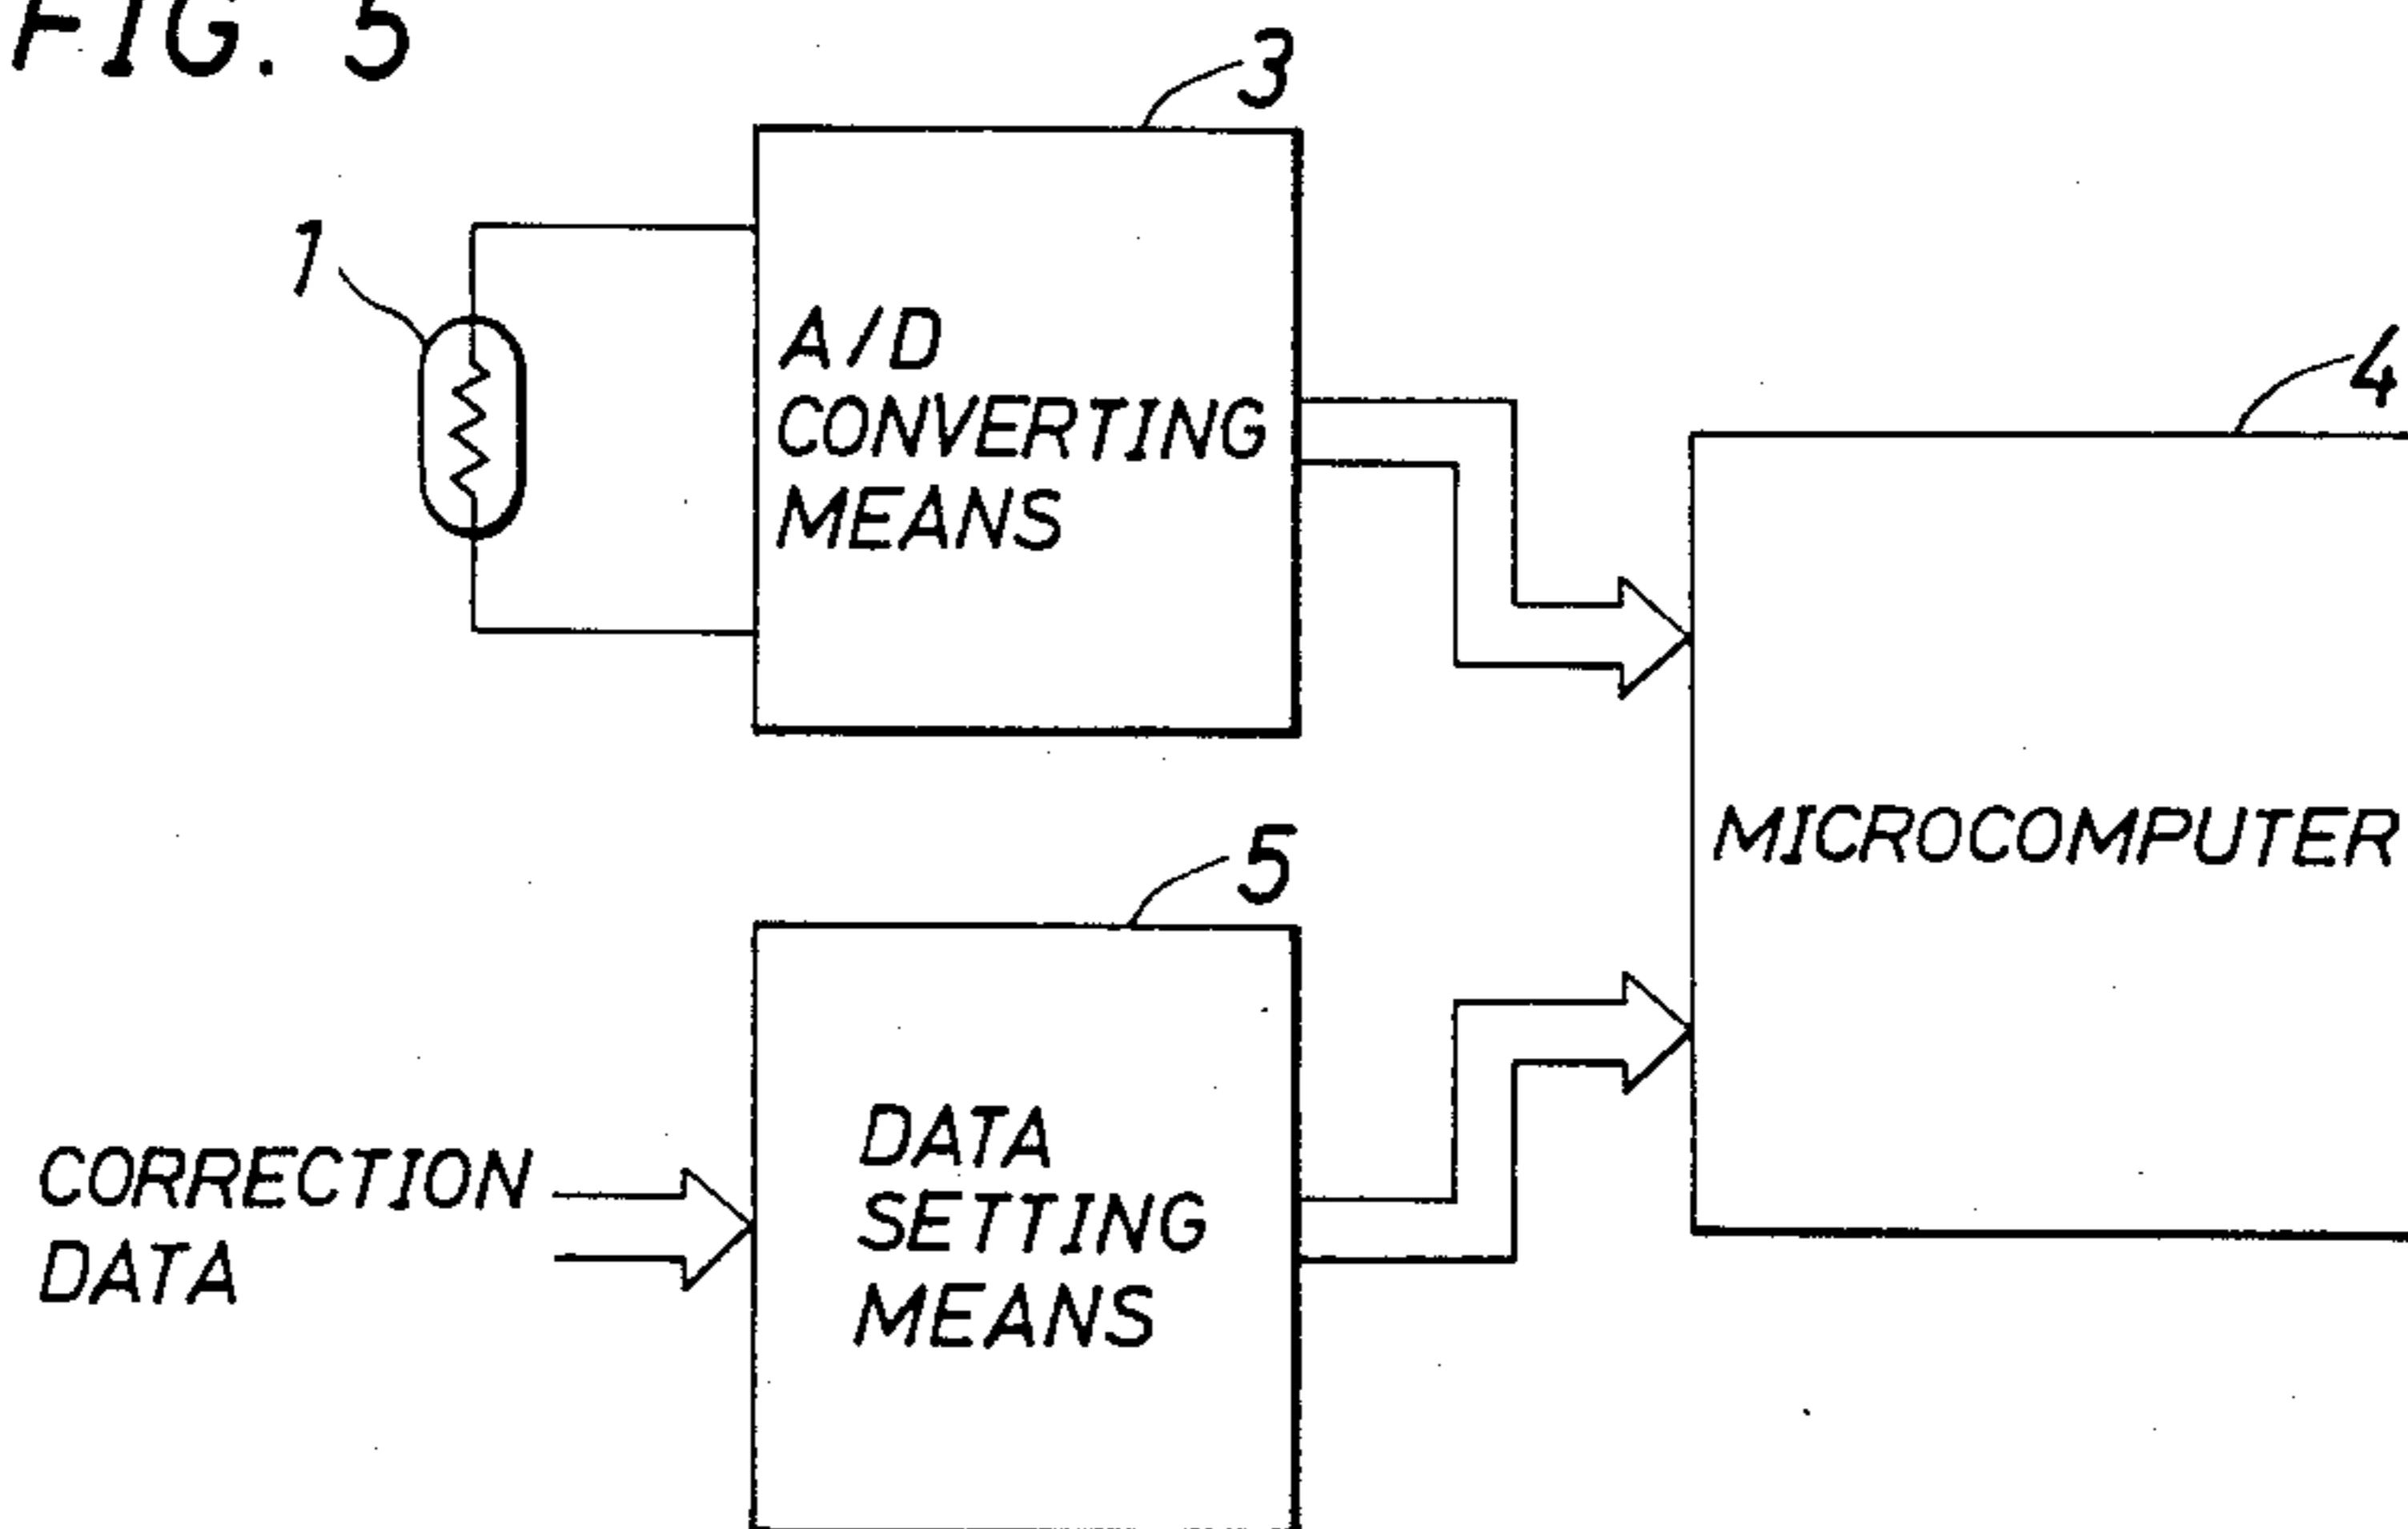 FIG. 5
3
1
A/D
CONVERTING
MEANS
4
MICROCOMPUTER
5
DATA
SETTING
MEANS
CORRECTION
DATA